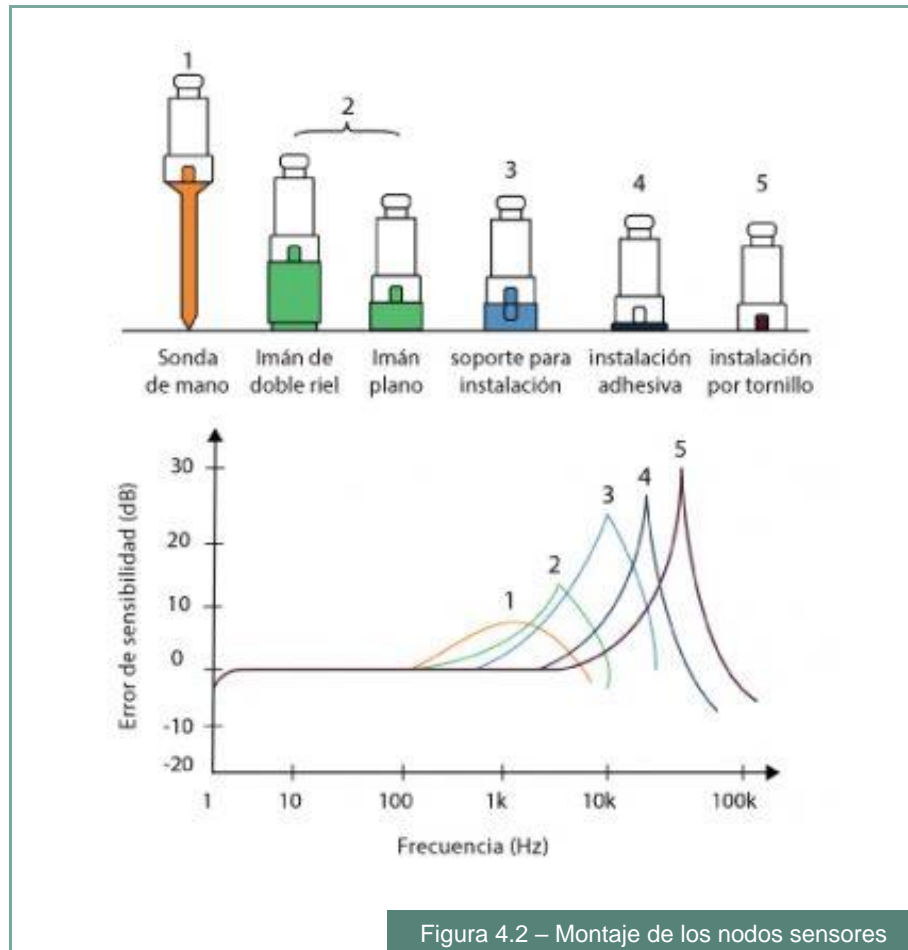 1
2
3
4
5
Sonda
de mano
Imán de
doble riel
Imán
plano
soporte para
instalación
instalación
adhesiva
instalación
por tornillo
Error de sensibilidad (dB)
30
20
10
0
-10
-20
1
2
3
4
5
1
10
100
1k
10k
100k
Frecuencia (Hz)
Figura 4.2 – Montaje de los nodos sensores